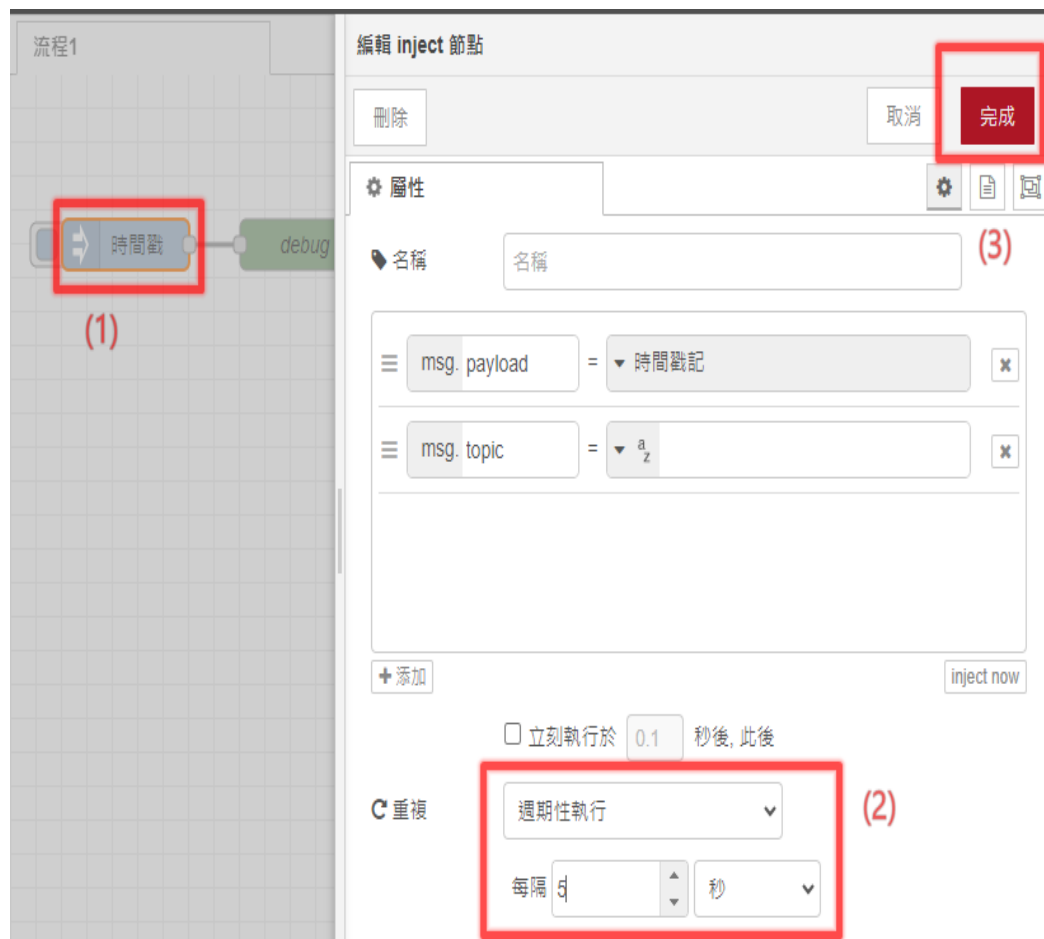 流程1
編輯 inject 節點
刪除
取消
完成
屬性
(3)
名稱
名稱
時間戳
debug
(1)
msg. payload = 時間戳記
msg. topic = a z
添加
inject now
立刻執行於 0.1 秒後, 此後
重複
週期性執行
(2)
每隔 5 秒